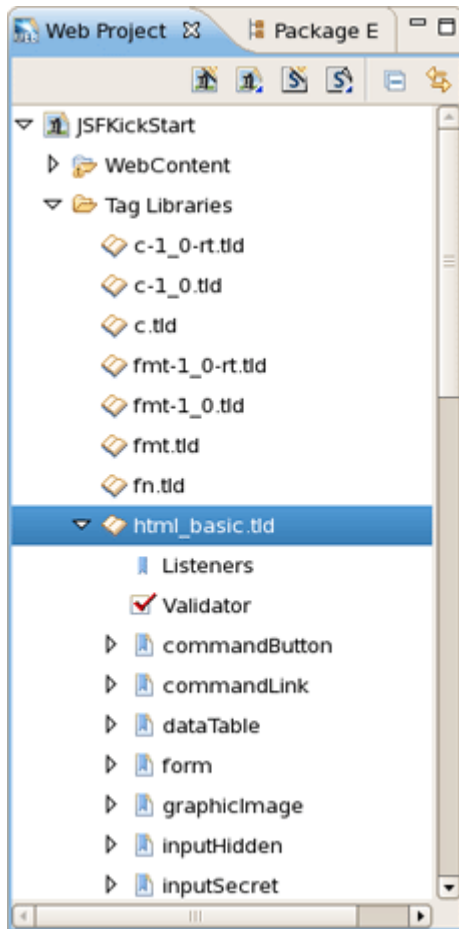 Web Project
Package E
JSFKickStart
WebContent
Tag Libraries
c-1_0-rt.tld
c-1_0.tld
c.tld
fmt-1_0-rt.tld
fmt-1_0.tld
fmt.tld
fn.tld
html_basic.tld
Listeners
Validator
commandButton
commandLink
dataTable
form
graphicImage
inputHidden
inputSecret